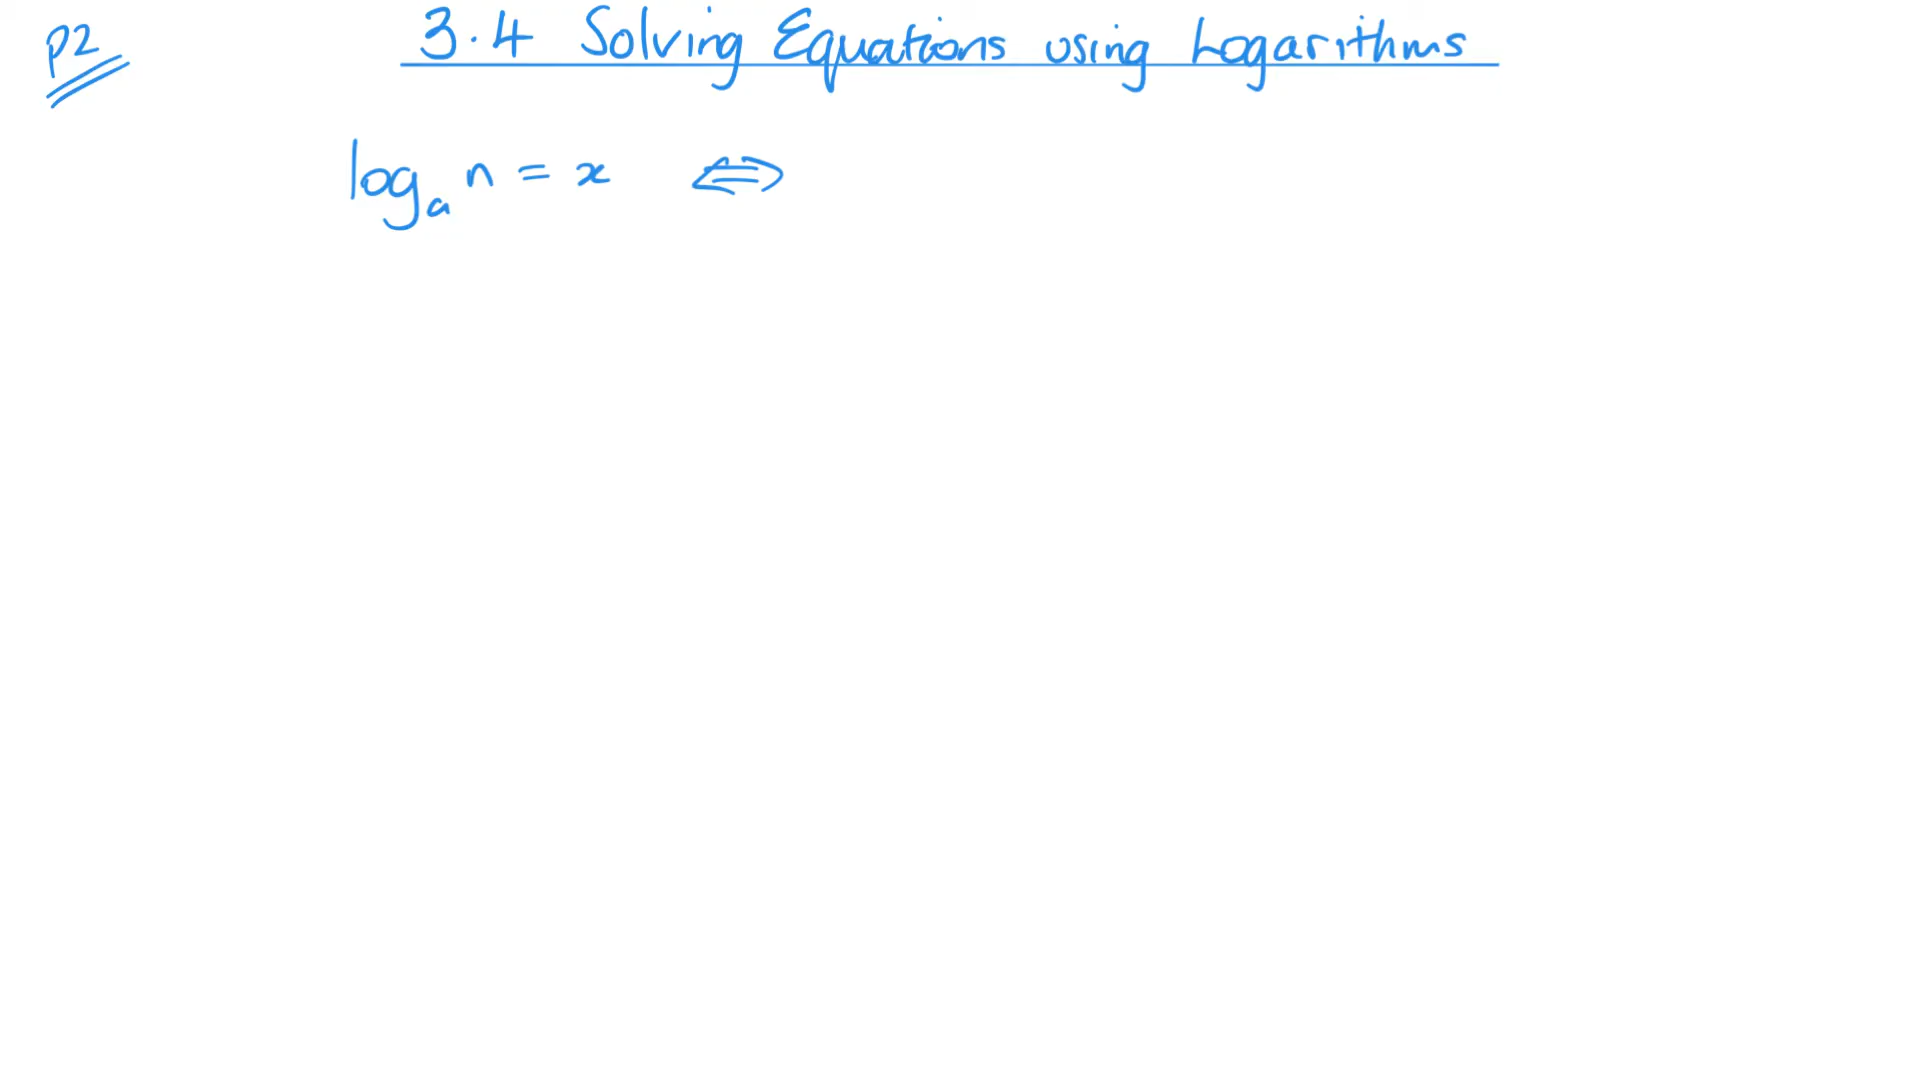 P2
3.4 Solving Equations using Logarithms
logₐ n = x ⟺